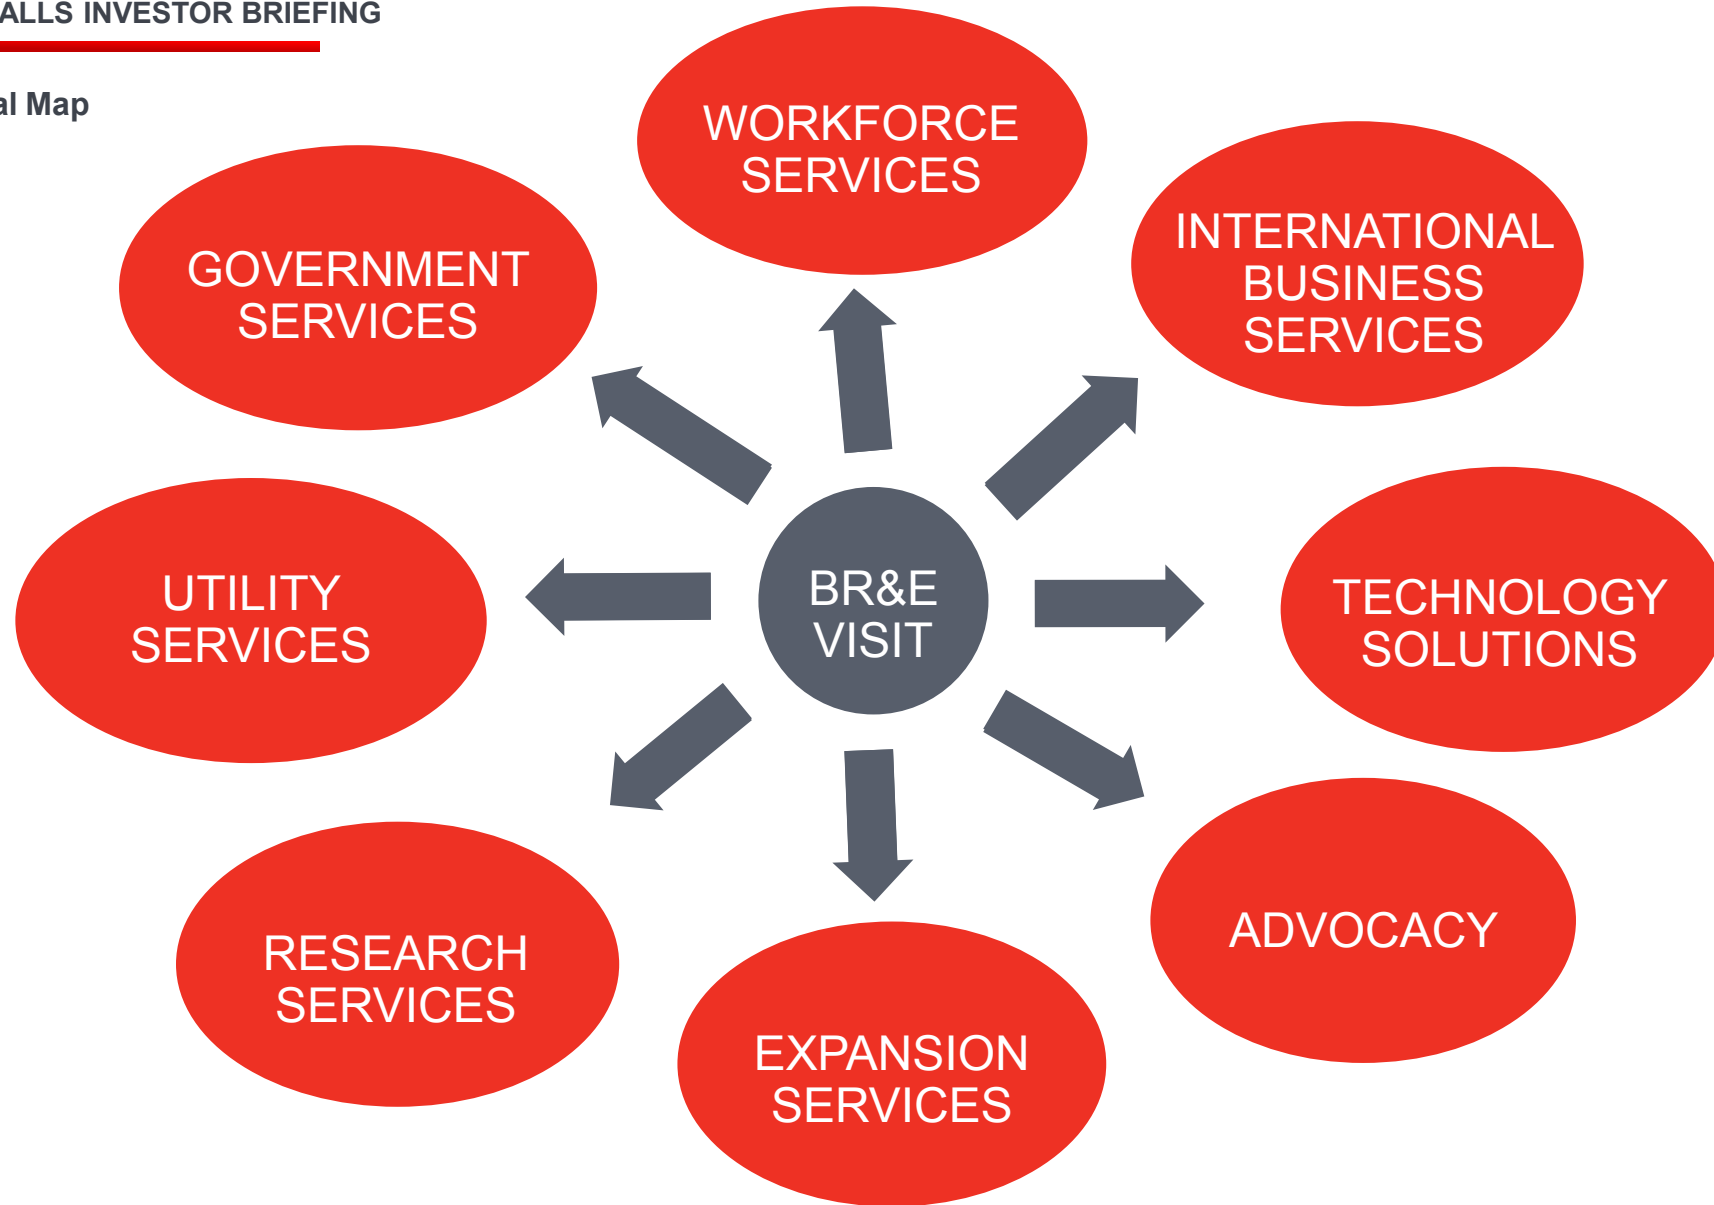 ALLS INVESTOR BRIEFING
al Map
WORKFORCE
SERVICES
INTERNATIONAL
BUSINESS
SERVICES
GOVERNMENT
SERVICES
TECHNOLOGY
SOLUTIONS
BR&E
VISIT
UTILITY
SERVICES
ADVOCACY
RESEARCH
SERVICES
EXPANSION
SERVICES